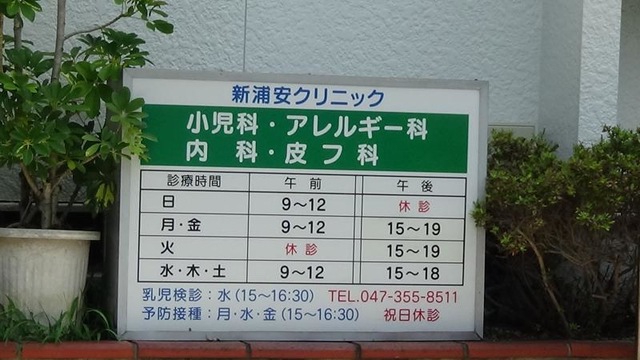 新浦安クリニック
小児科・アレルギー科
内科・皮フ科
診療時間 午前 午後
日 9～12 休診
月・金 9～12 15～19
火 休診 15～19
水・木・土 9～12 15～18
乳児検診：水（15～16:30） TEL.047-355-8511
予防接種：月・水・金（15～16:30） 祝日休診